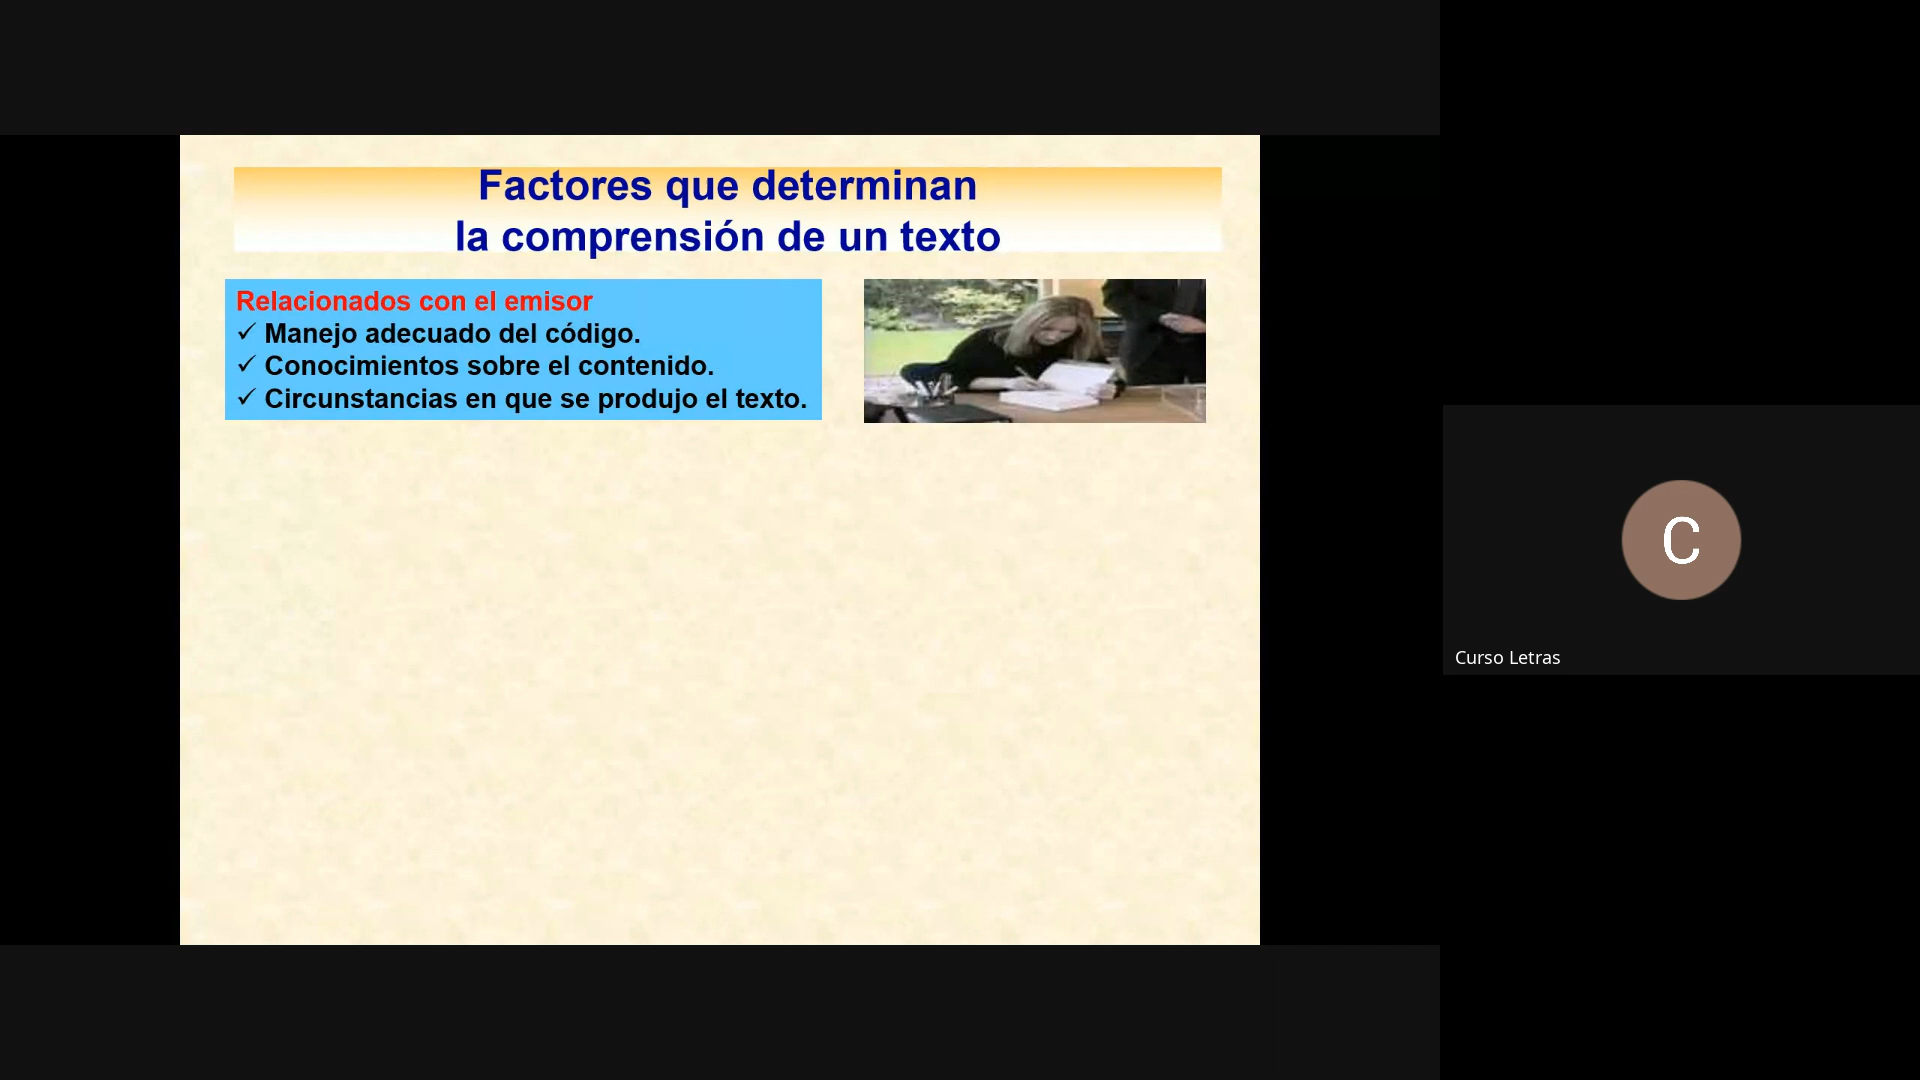 Factores que determinan
la comprensión de un texto
Relacionados con el emisor
✓ Manejo adecuado del código.
✓ Conocimientos sobre el contenido.
✓ Circunstancias en que se produjo el texto.
C
Curso Letras